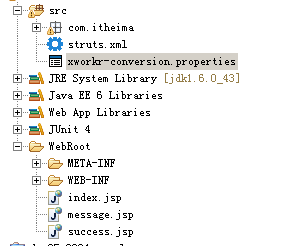 src
com.itheima
struts.xml
xworkr-conversion.properties
JRE System Library [jdk1.6.0_43]
Java EE 6 Libraries
Web App Libraries
JUnit 4
WebRoot
META-INF
WEB-INF
index.jsp
message.jsp
success.jsp